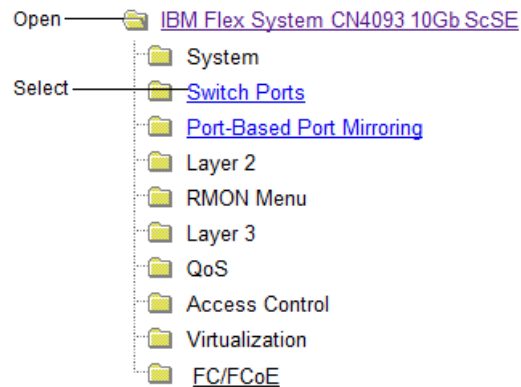 Open IBM Flex System CN4093 10Gb ScSE
System
Select Switch Ports
Port-Based Port Mirroring
Layer 2
RMON Menu
Layer 3
QoS
Access Control
Virtualization
FC/FCoE